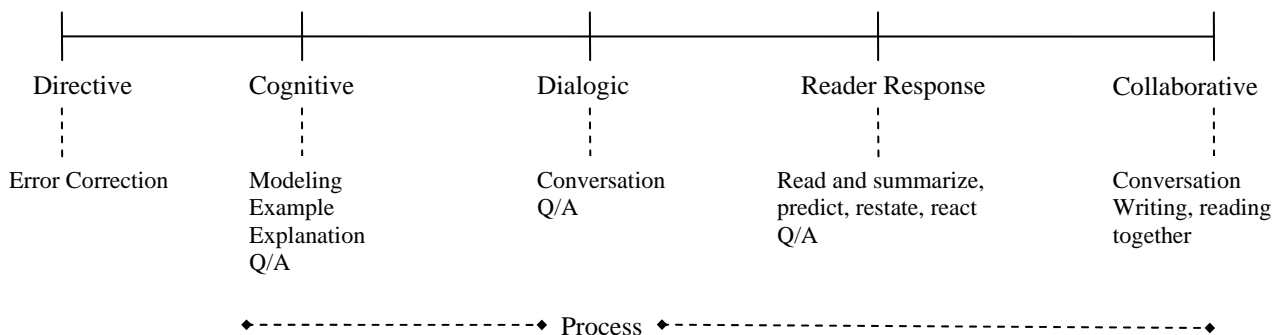 Directive Cognitive Dialogic Reader Response Collaborative
Error Correction
Modeling
Example
Explanation
Q/A
Conversation
Q/A
Read and summarize,
predict, restate, react
Q/A
Conversation
Writing, reading
together
Process